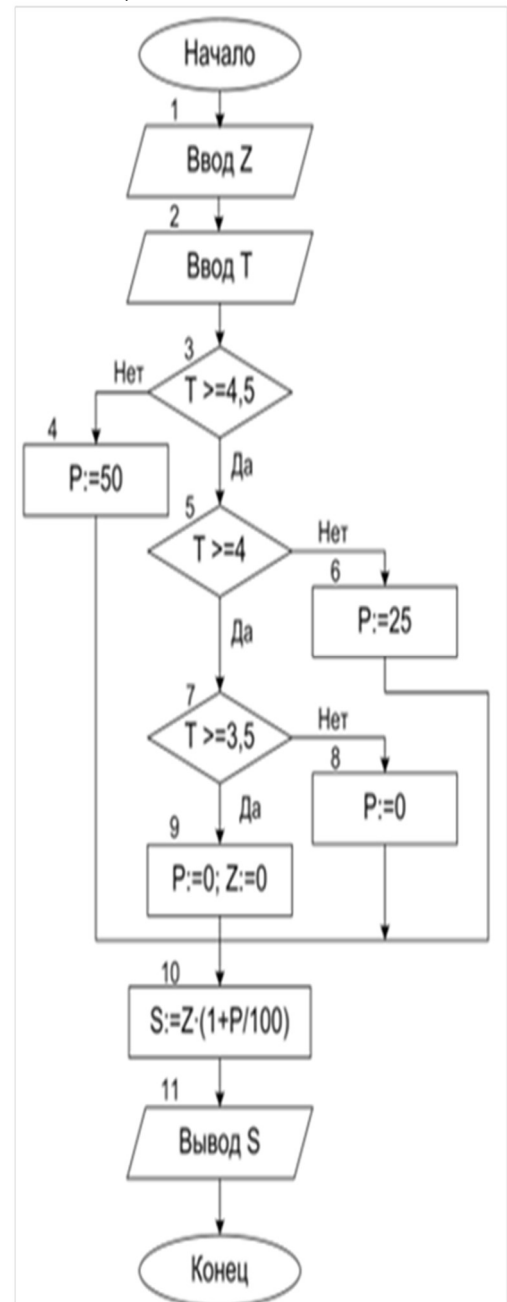 Начало
1
Ввод Z
2
Ввод T
3
Нет
T >=4,5
4
Да
P:=50
5
Нет
T >=4
6
P:=25
Да
7
Нет
T >=3,5
8
Да
P:=0
9
P:=0; Z:=0
10
S:=Z·(1+P/100)
11
Вывод S
Конец